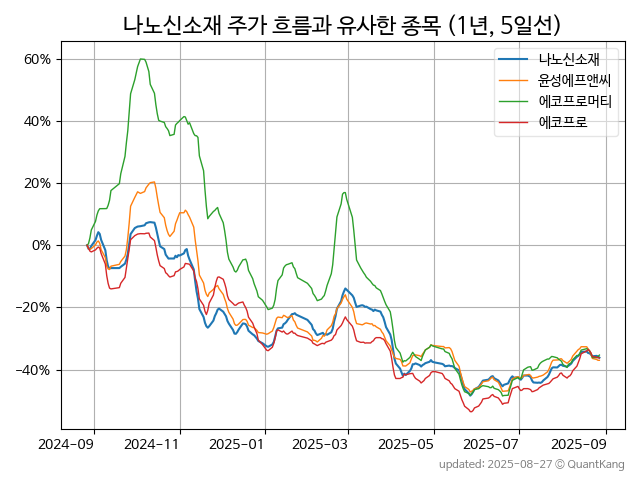 나노신소재 주가 흐름과 유사한 종목 (1년, 5일선)
나노신소재
윤성에프앤씨
에코프로머티
에코프로
60%
40%
20%
0%
−20%
−40%
2024-09
2024-11
2025-01
2025-03
2025-05
2025-07
2025-09
updated: 2025-08-27 © QuantKang